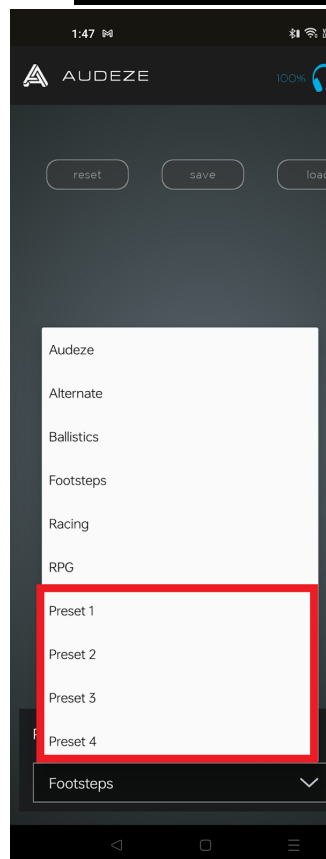 1:47
AUDEZE
100%
reset
save
Audeze
Alternate
Ballistics
Footsteps
Racing
RPG
Preset 1
Preset 2
Preset 3
Preset 4
Footsteps